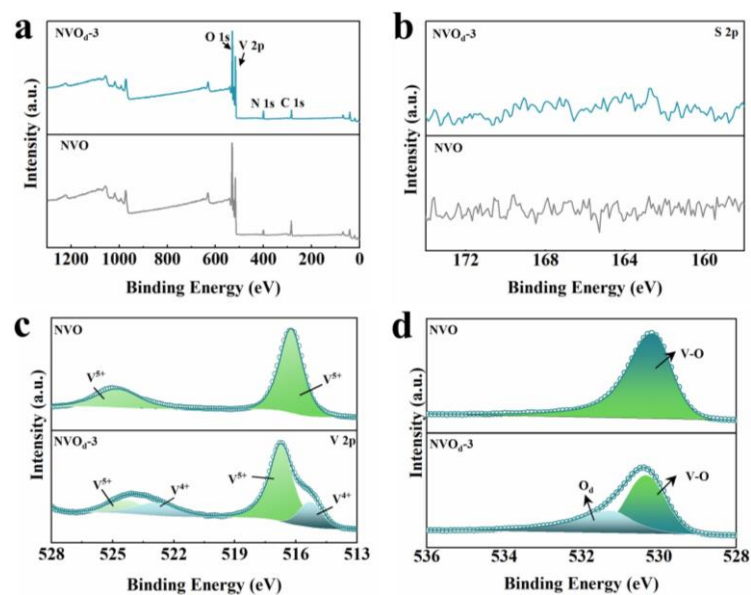 a
NVOd-3
O 1s
V 2p
N 1s C 1s
NVO
Intensity (a.u.)
1200 1000 800 600 400 200 0
Binding Energy (eV)
b
NVOd-3 S 2p
NVO
Intensity (a.u.)
172 168 164 160
Binding Energy (eV)
c
NVO
V5+
V5+
NVOd-3 V 2p
V5+
V4+
V5+
V4+
Intensity (a.u.)
528 525 522 519 516 513
Binding Energy (eV)
d
NVO
V-O
NVOd-3
Od
V-O
Intensity (a.u.)
536 534 532 530 528
Binding Energy (eV)